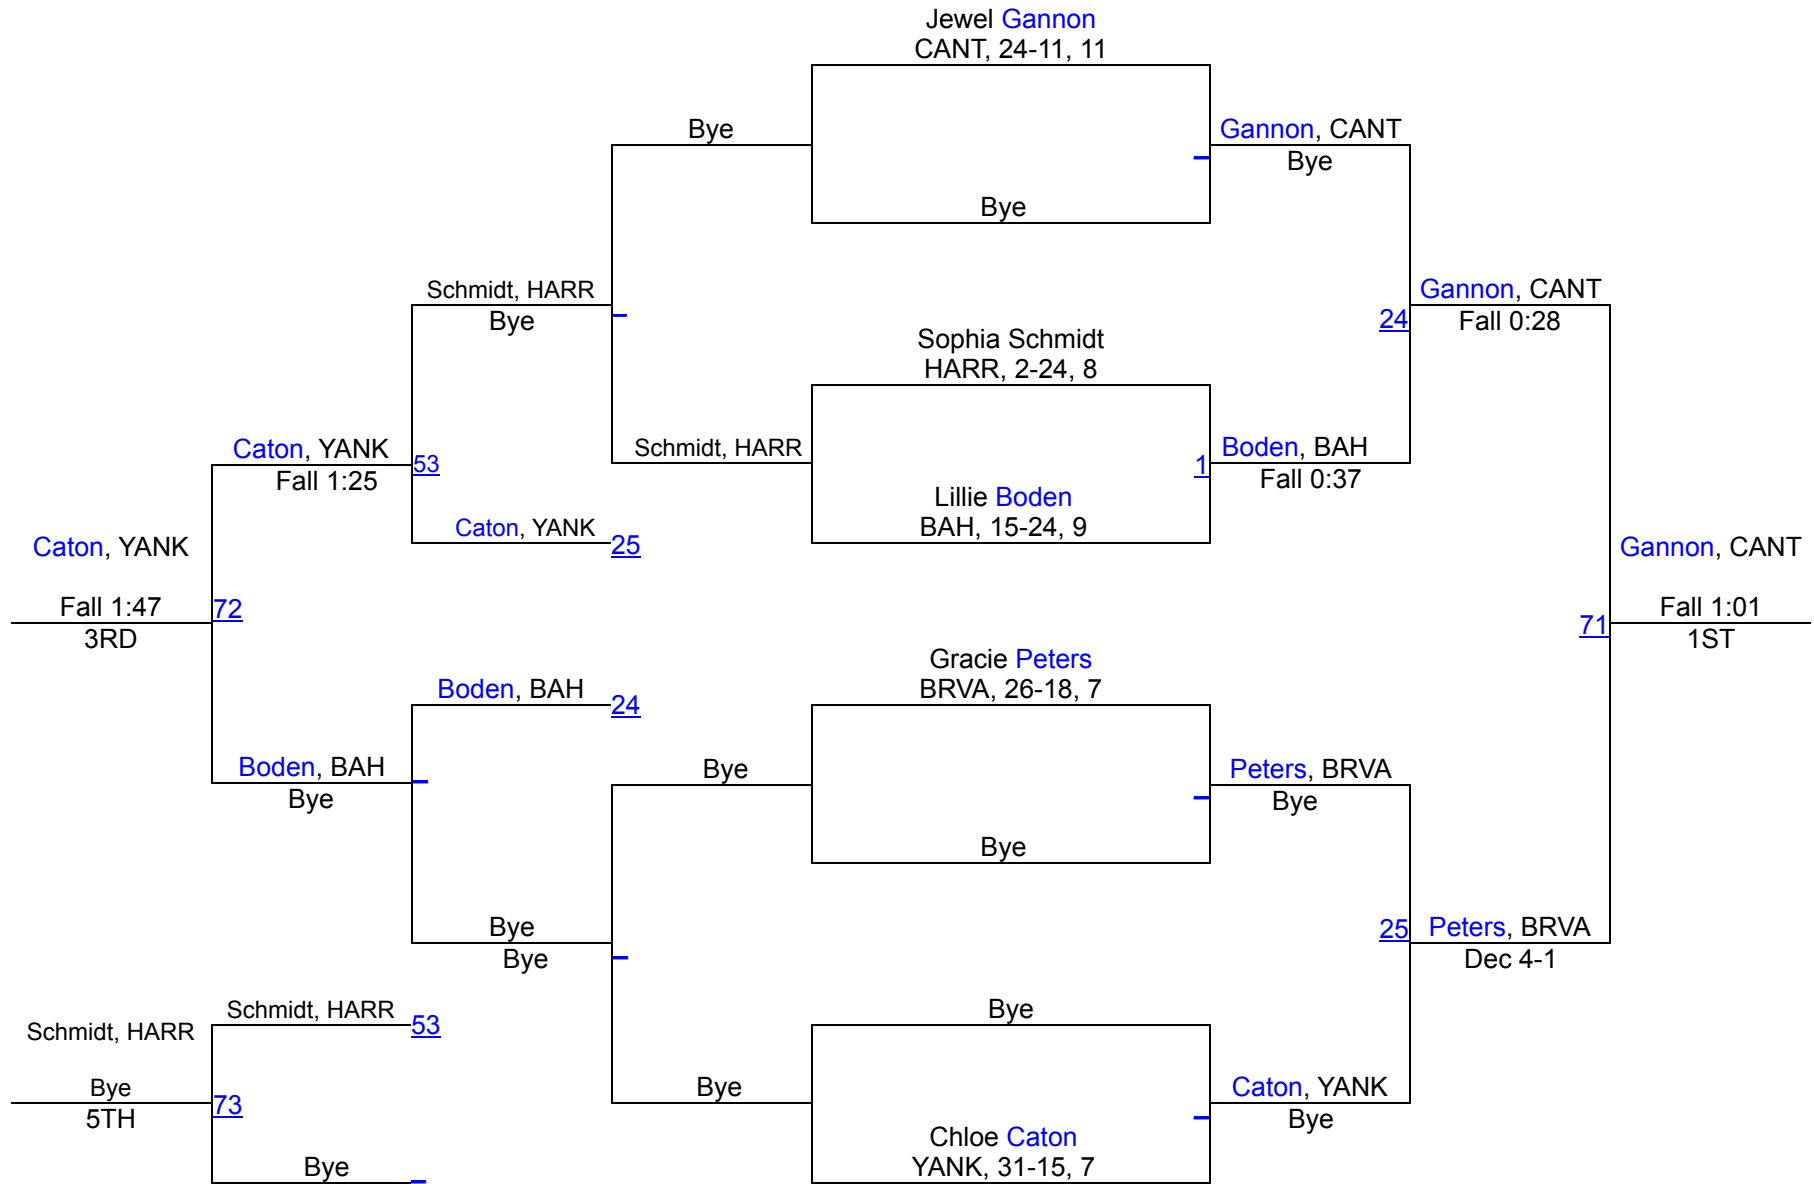 Jewel Gannon
CANT, 24-11, 11
Bye
Gannon, CANT
Bye
Bye
Schmidt, HARR
Bye
Gannon, CANT
24
Fall 0:28
Sophia Schmidt
HARR, 2-24, 8
Caton, YANK
53
Fall 1:25
Schmidt, HARR
1
Boden, BAH
Fall 0:37
Lillie Boden
BAH, 15-24, 9
Caton, YANK
25
Caton, YANK
Gannon, CANT
Fall 1:47
72
3RD
Fall 1:01
71
1ST
Gracie Peters
BRVA, 26-18, 7
Boden, BAH
24
Boden, BAH
Bye
Bye
Peters, BRVA
Bye
Bye
Bye
Bye
25
Peters, BRVA
Dec 4-1
Schmidt, HARR
53
Schmidt, HARR
Bye
Bye
73
5TH
Bye
Caton, YANK
Bye
Chloe Caton
YANK, 31-15, 7
Bye